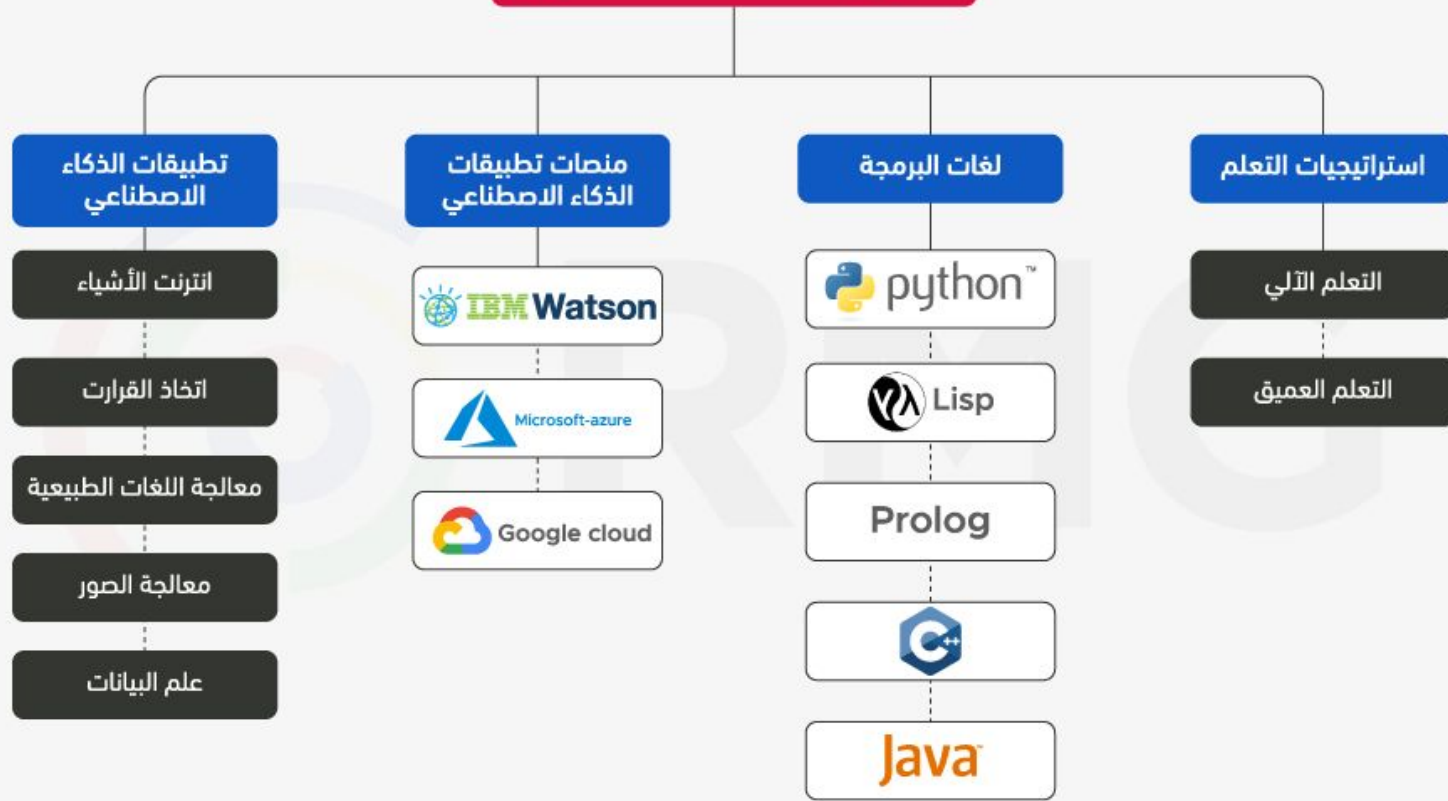 استراتيجيات التعلم
التعلم الآلي
التعلم العميق
لغات البرمجة
python™
Lisp
Prolog
C++
Java™
منصات تطبيقات
الذكاء الاصطناعي
IBM Watson
Microsoft-azure
Google cloud
تطبيقات الذكاء
الاصطناعي
انترنت الأشياء
اتخاذ القرارت
معالجة اللغات الطبيعية
معالجة الصور
علم البيانات
RMG